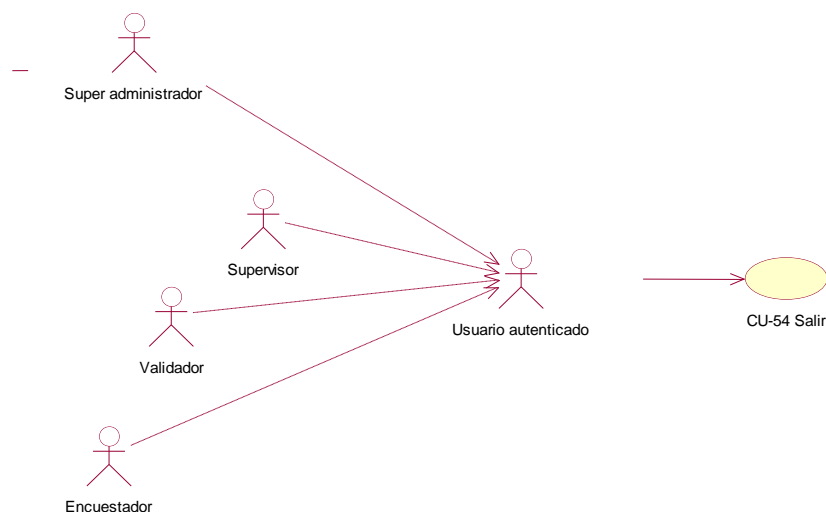 Super administrador
Supervisor
Usuario autenticado
CU-54 Salir
Validador
Encuestador